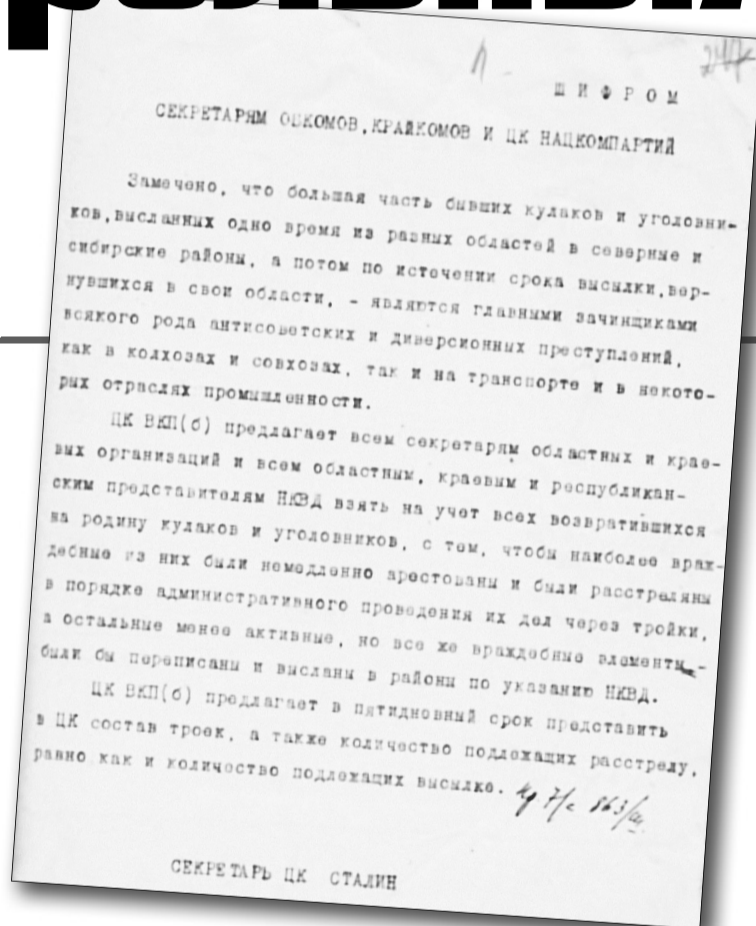 ШИФРОМ
СЕКРЕТАРЯМ ОБКОМОВ,КРАЙКОМОВ И ЦК НАЦКОМПАРТИЙ
Замечено, что большая часть бывших кулаков и уголовни-
ков,высланных одно время из разных областей в северные и
сибирские районы, а потом по истечении срока высылки,вер-
нувшихся в свои области, - являются главными зачинщиками
всякого рода антисоветских и диверсионных преступлений,
как в колхозах и совхозах, так и на транспорте и в некото-
рых отраслях промышленности.
ЦК ВКП(б) предлагает всем секретарям областных и крае-
вых организаций и всем областным, краевым и республикан-
ским представителям НКВД взять на учет всех возвратившихся
на родину кулаков и уголовников, с тем, чтобы наиболее враж-
дебные из них были немедленно арестованы и были расстреляны
в порядке административного проведения их дел через тройки,
а остальные менее активные, но все же враждебные элементы -
были бы переписаны и высланы в районы по указанию НКВД.
ЦК ВКП(б) предлагает в пятидневный срок представить
в ЦК состав троек, а также количество подлежащих расстрелу,
равно как и количество подлежащих высылке.
СЕКРЕТАРЬ ЦК СТАЛИН